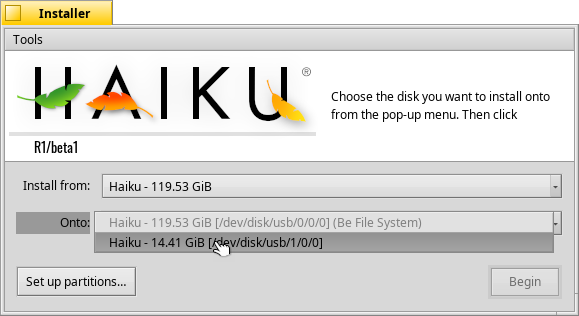 Installer
Tools
HAIKU®
R1/beta1
Choose the disk you want to install onto
from the pop-up menu. Then click
Install from: Haiku - 119.53 GiB
Onto: Haiku - 119.53 GiB [/dev/disk/usb/0/0/0] (Be File System)
Haiku - 14.41 GiB [/dev/disk/usb/1/0/0]
Set up partitions... Begin